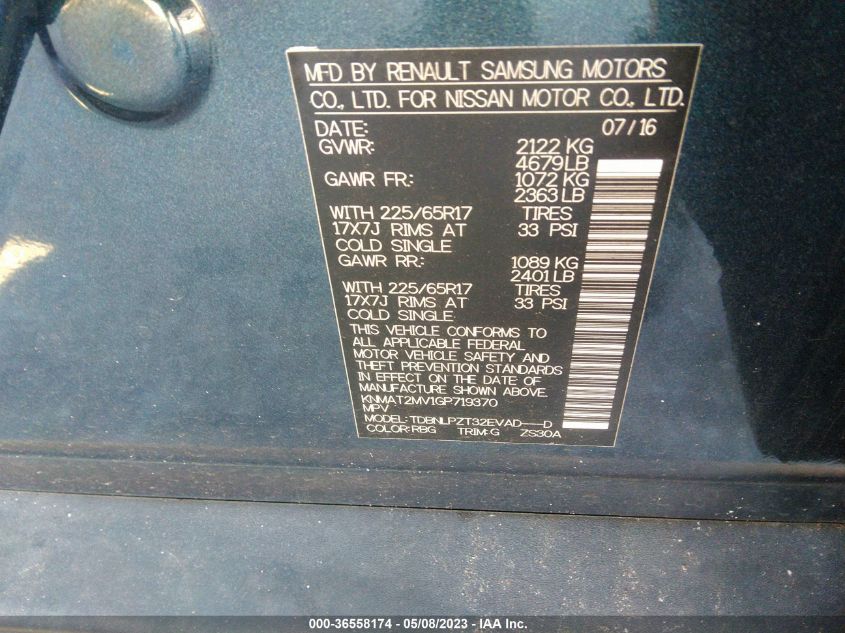 MFD BY RENAULT SAMSUNG MOTORS
CO., LTD. FOR NISSAN MOTOR CO., LTD.
DATE: 07/16
GVWR: 2122 KG
4679 LB
GAWR FR: 1072 KG
2363 LB
WITH 225/65R17 TIRES
17X7J RIMS AT 33 PSI
COLD SINGLE
GAWR RR: 1089 KG
2401 LB
WITH 225/65R17 TIRES
17X7J RIMS AT 33 PSI
COLD SINGLE
THIS VEHICLE CONFORMS TO
ALL APPLICABLE FEDERAL
MOTOR VEHICLE SAFETY AND
THEFT PREVENTION STANDARDS
IN EFFECT ON THE DATE OF
MANUFACTURE SHOWN ABOVE.
KNMAT2MV1GP719370
MPV
MODEL: TDBNLPZT32EVAD---D
COLOR: RBG TRIM: G ZS30A
000-36558174 - 05/08/2023 - IAA Inc.